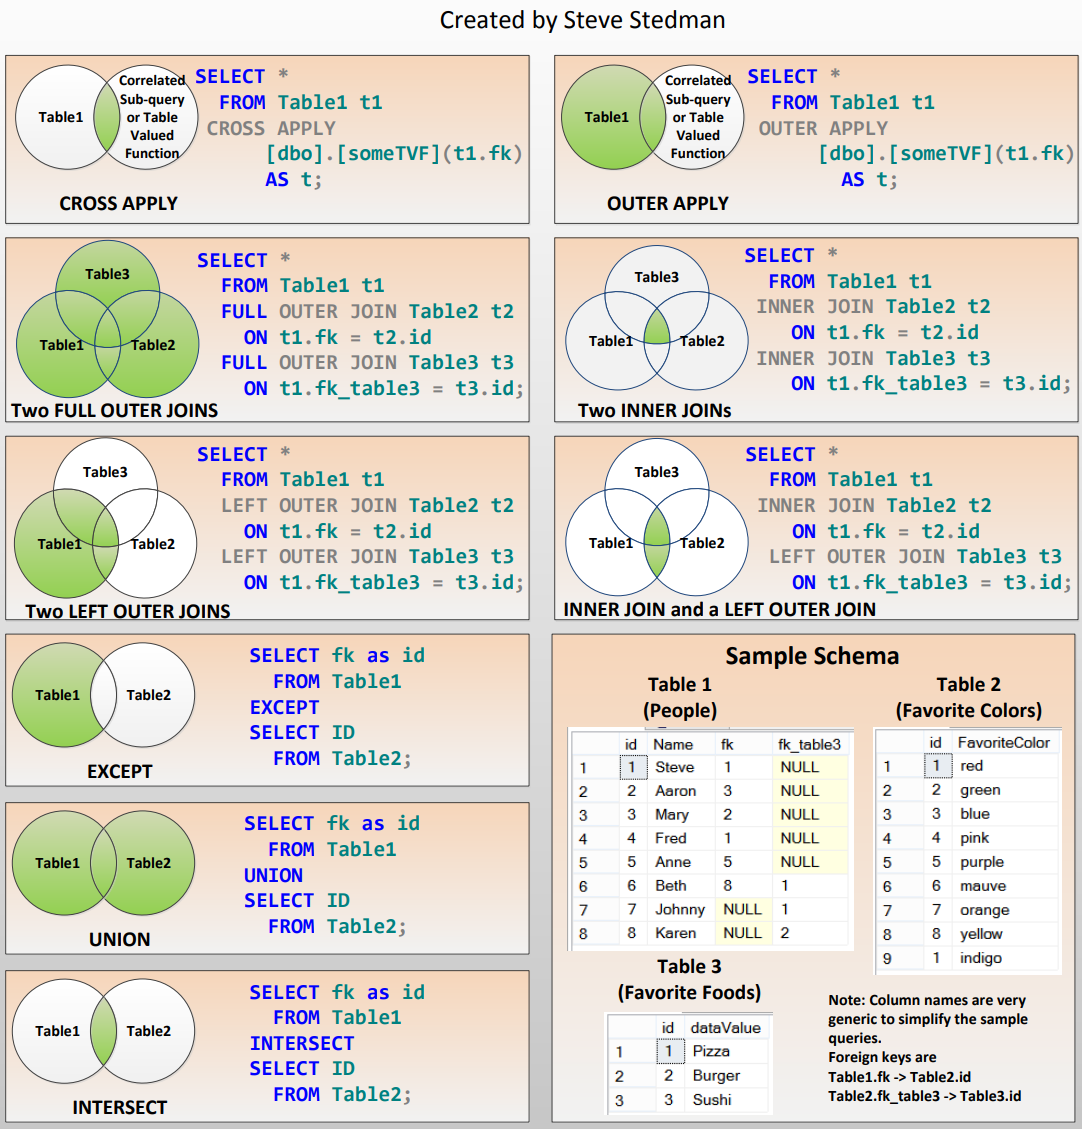 Created by Steve Stedman
Table1
Correlated
Sub-query
or Table
Valued
Function
SELECT *
FROM Table1 t1
CROSS APPLY
[dbo].[someTVF](t1.fk)
AS t;
CROSS APPLY
Table1
Correlated
Sub-query
or Table
Valued
Function
SELECT *
FROM Table1 t1
OUTER APPLY
[dbo].[someTVF](t1.fk)
AS t;
OUTER APPLY
Table3
Table1
Table2
SELECT *
FROM Table1 t1
FULL OUTER JOIN Table2 t2
ON t1.fk = t2.id
FULL OUTER JOIN Table3 t3
ON t1.fk_table3 = t3.id;
Two FULL OUTER JOINS
Table3
Table1
Table2
SELECT *
FROM Table1 t1
INNER JOIN Table2 t2
ON t1.fk = t2.id
INNER JOIN Table3 t3
ON t1.fk_table3 = t3.id;
Two INNER JOINs
Table3
Table1
Table2
SELECT *
FROM Table1 t1
LEFT OUTER JOIN Table2 t2
ON t1.fk = t2.id
LEFT OUTER JOIN Table3 t3
ON t1.fk_table3 = t3.id;
Two LEFT OUTER JOINS
Table3
Table1
Table2
SELECT *
FROM Table1 t1
INNER JOIN Table2 t2
ON t1.fk = t2.id
LEFT OUTER JOIN Table3 t3
ON t1.fk_table3 = t3.id;
INNER JOIN and a LEFT OUTER JOIN
Table1
Table2
SELECT fk as id
FROM Table1
EXCEPT
SELECT ID
FROM Table2;
EXCEPT
Table1
Table2
SELECT fk as id
FROM Table1
UNION
SELECT ID
FROM Table2;
UNION
Table1
Table2
SELECT fk as id
FROM Table1
INTERSECT
SELECT ID
FROM Table2;
INTERSECT
Sample Schema
Table 1
(People)
id Name fk fk_table3
1 1 Steve 1 NULL
2 2 Aaron 3 NULL
3 3 Mary 2 NULL
4 4 Fred 1 NULL
5 5 Anne 5 NULL
6 6 Beth 8 1
7 7 Johnny NULL 1
8 8 Karen NULL 2
Table 2
(Favorite Colors)
id FavoriteColor
1 1 red
2 2 green
3 3 blue
4 4 pink
5 5 purple
6 6 mauve
7 7 orange
8 8 yellow
9 1 indigo
Table 3
(Favorite Foods)
id dataValue
1 1 Pizza
2 2 Burger
3 3 Sushi
Note: Column names are very
generic to simplify the sample
queries.
Foreign keys are
Table1.fk -> Table2.id
Table2.fk_table3 -> Table3.id